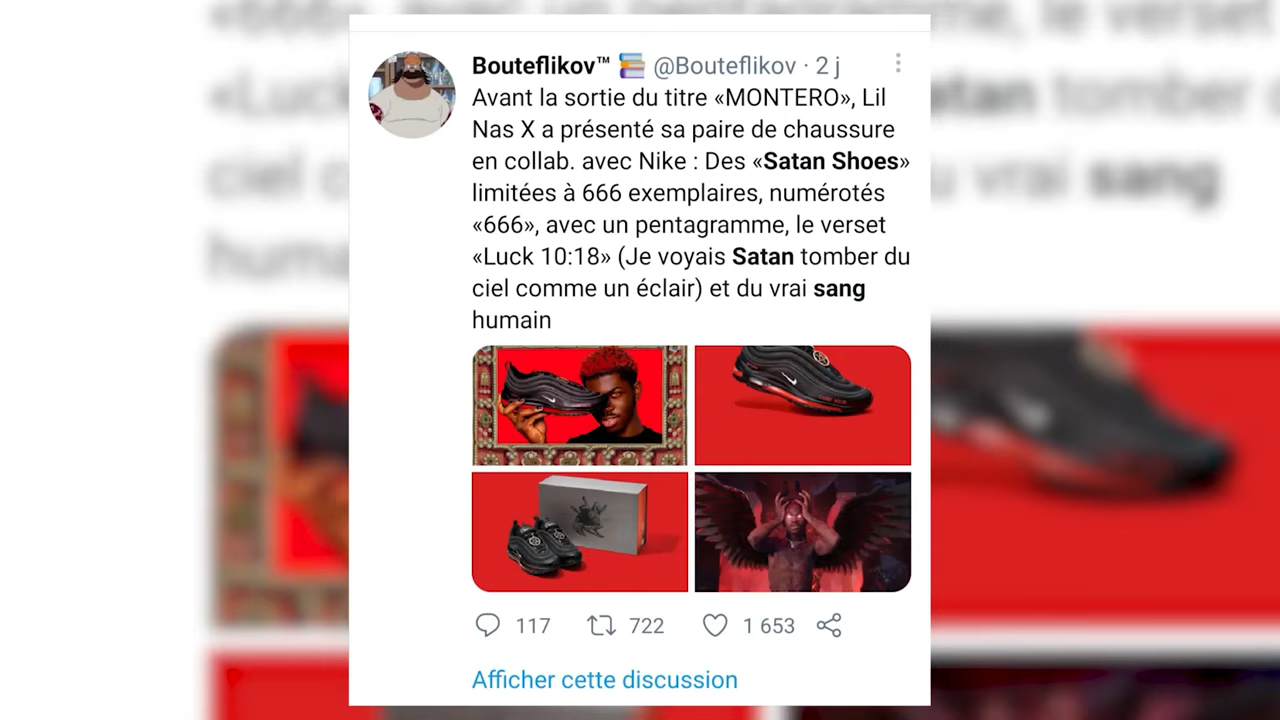 Bouteflikov™ 📚 @Bouteflikov · 2 j
Avant la sortie du titre «MONTERO», Lil
Nas X a présenté sa paire de chaussure
en collab. avec Nike : Des «Satan Shoes»
limitées à 666 exemplaires, numérotés
«666», avec un pentagramme, le verset
«Luck 10:18» (Je voyais Satan tomber du
ciel comme un éclair) et du vrai sang
humain
117 722 1 653
Afficher cette discussion